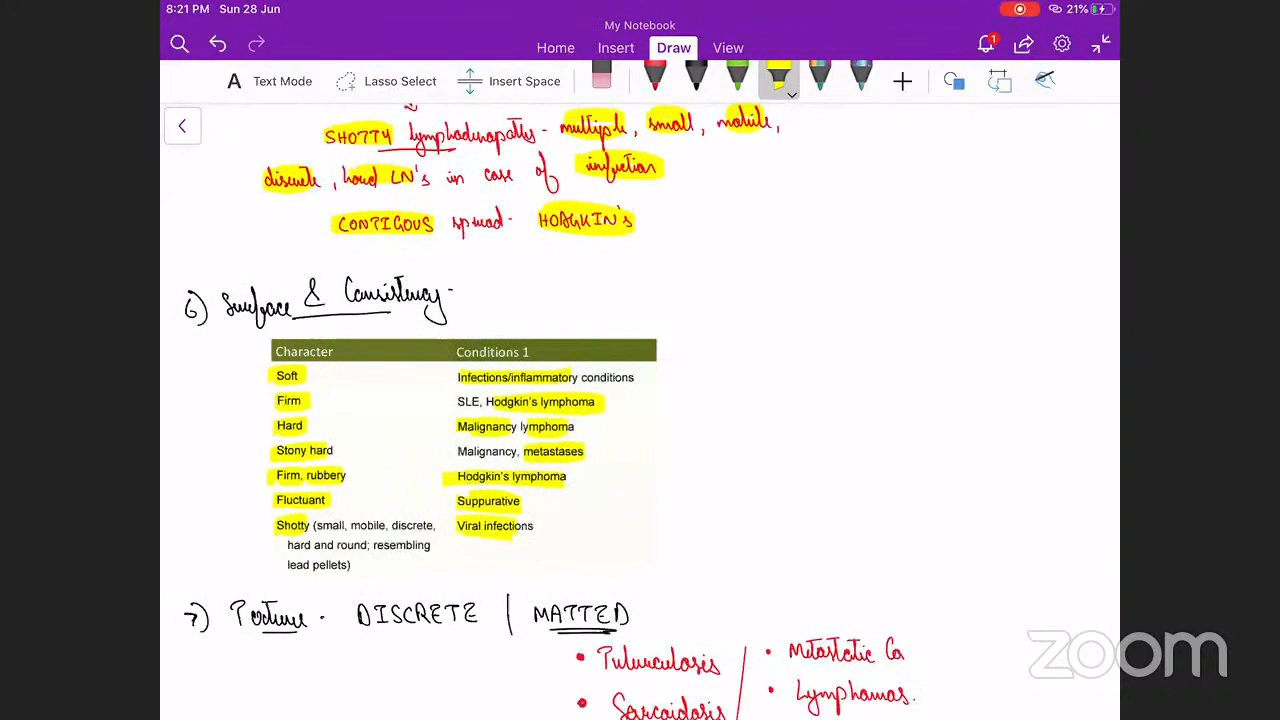 8:21 PM Sun 28 Jun
21%
My Notebook
1
Home Insert Draw View
A Text Mode Lasso Select Insert Space
SHOTTY lymphadenopathy - multiple, small, mobile,
discrete, hard LN's in case of infection
CONTIGOUS spread - HODGKIN's
6) Surface & Consistency -
Character Conditions 1
Soft Infections/inflammatory conditions
Firm SLE, Hodgkin's lymphoma
Hard Malignancy lymphoma
Stony hard Malignancy, metastases
Firm, rubbery Hodgkin's lymphoma
Fluctuant Suppurative
Shotty (small, mobile, discrete, Viral infections
hard and round; resembling
lead pellets)
7) Texture - DISCRETE | MATTED
• Tuberculosis • Metastatic Ca
• Sarcoidosis • Lymphomas.
zoom